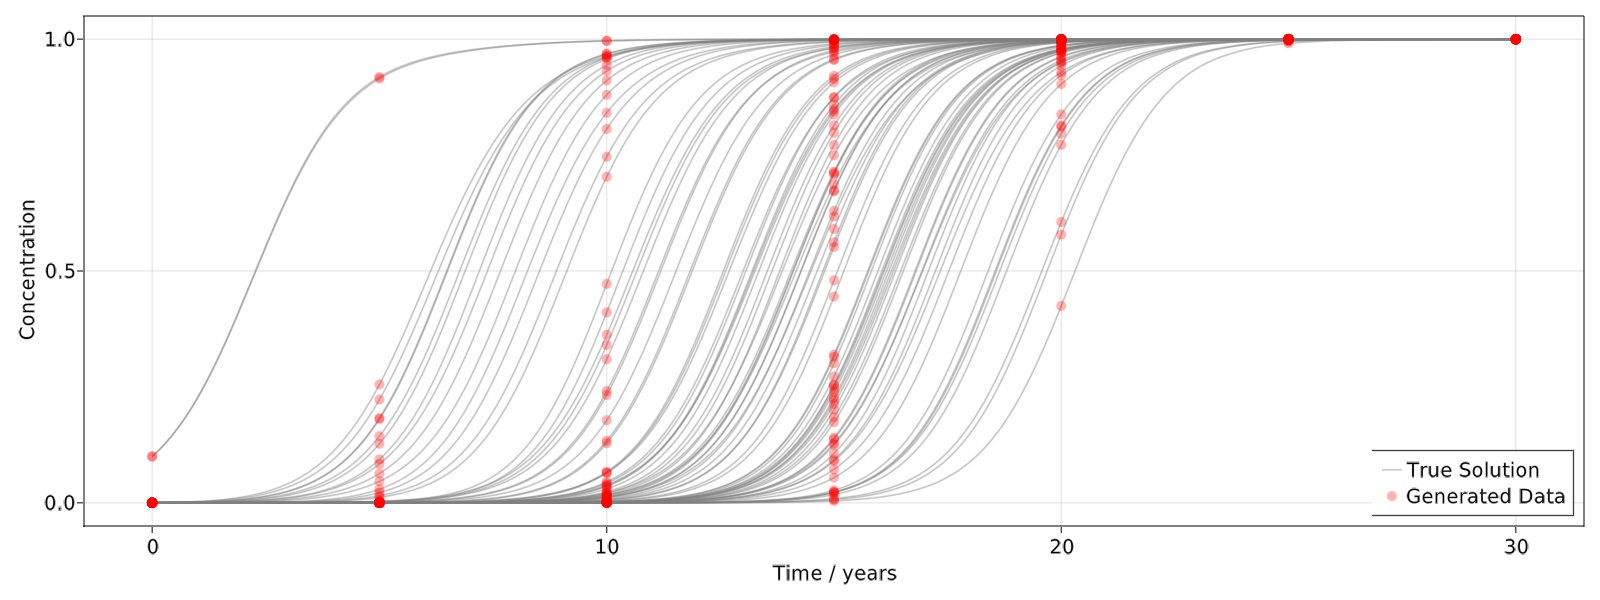 1.0
0.5
0.0
Concentration
0
10
20
30
Time / years
True Solution
Generated Data